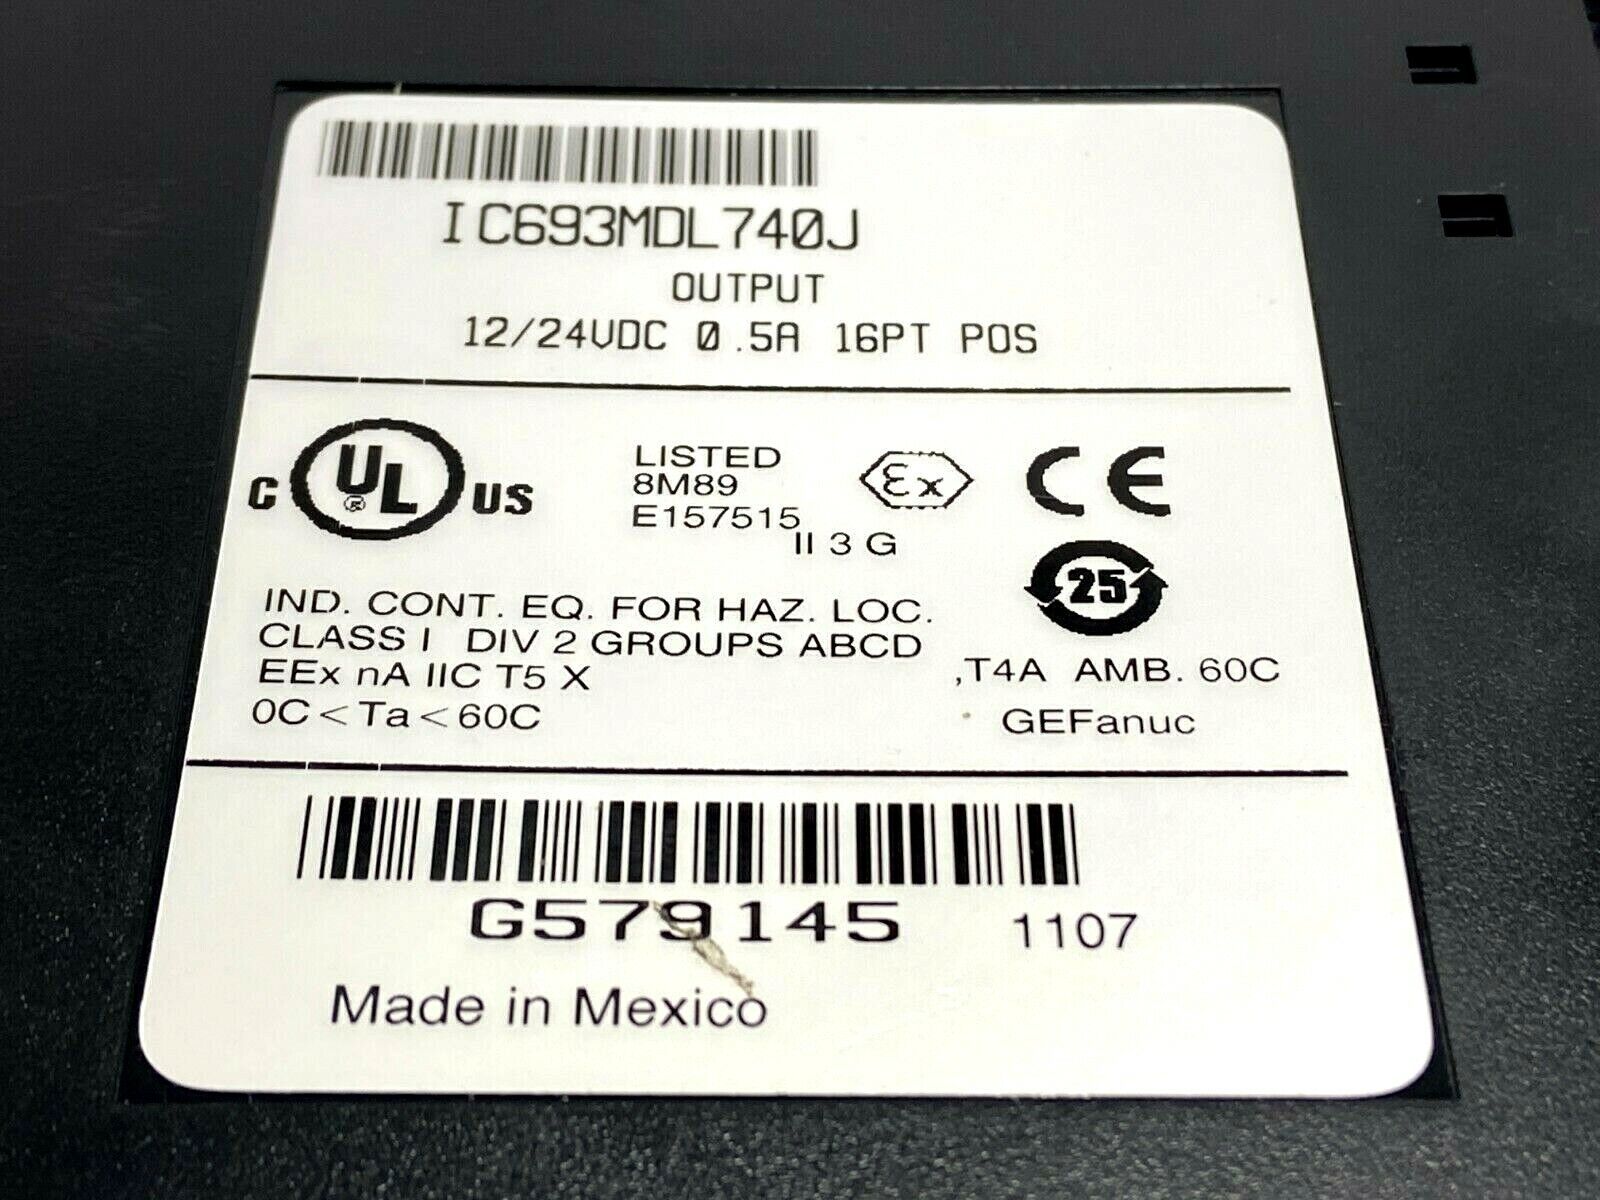 IC693MDL740J
OUTPUT
12/24VDC 0.5A 16PT POS
C UL® US
LISTED
8M89
E157515
Ex
II 3 G
CE
25
IND. CONT. EQ. FOR HAZ. LOC.
CLASS I DIV 2 GROUPS ABCD
EEx nA IIC T5 X ,T4A AMB. 60C
0C < Ta < 60C GEFanuc
G579145 1107
Made in Mexico